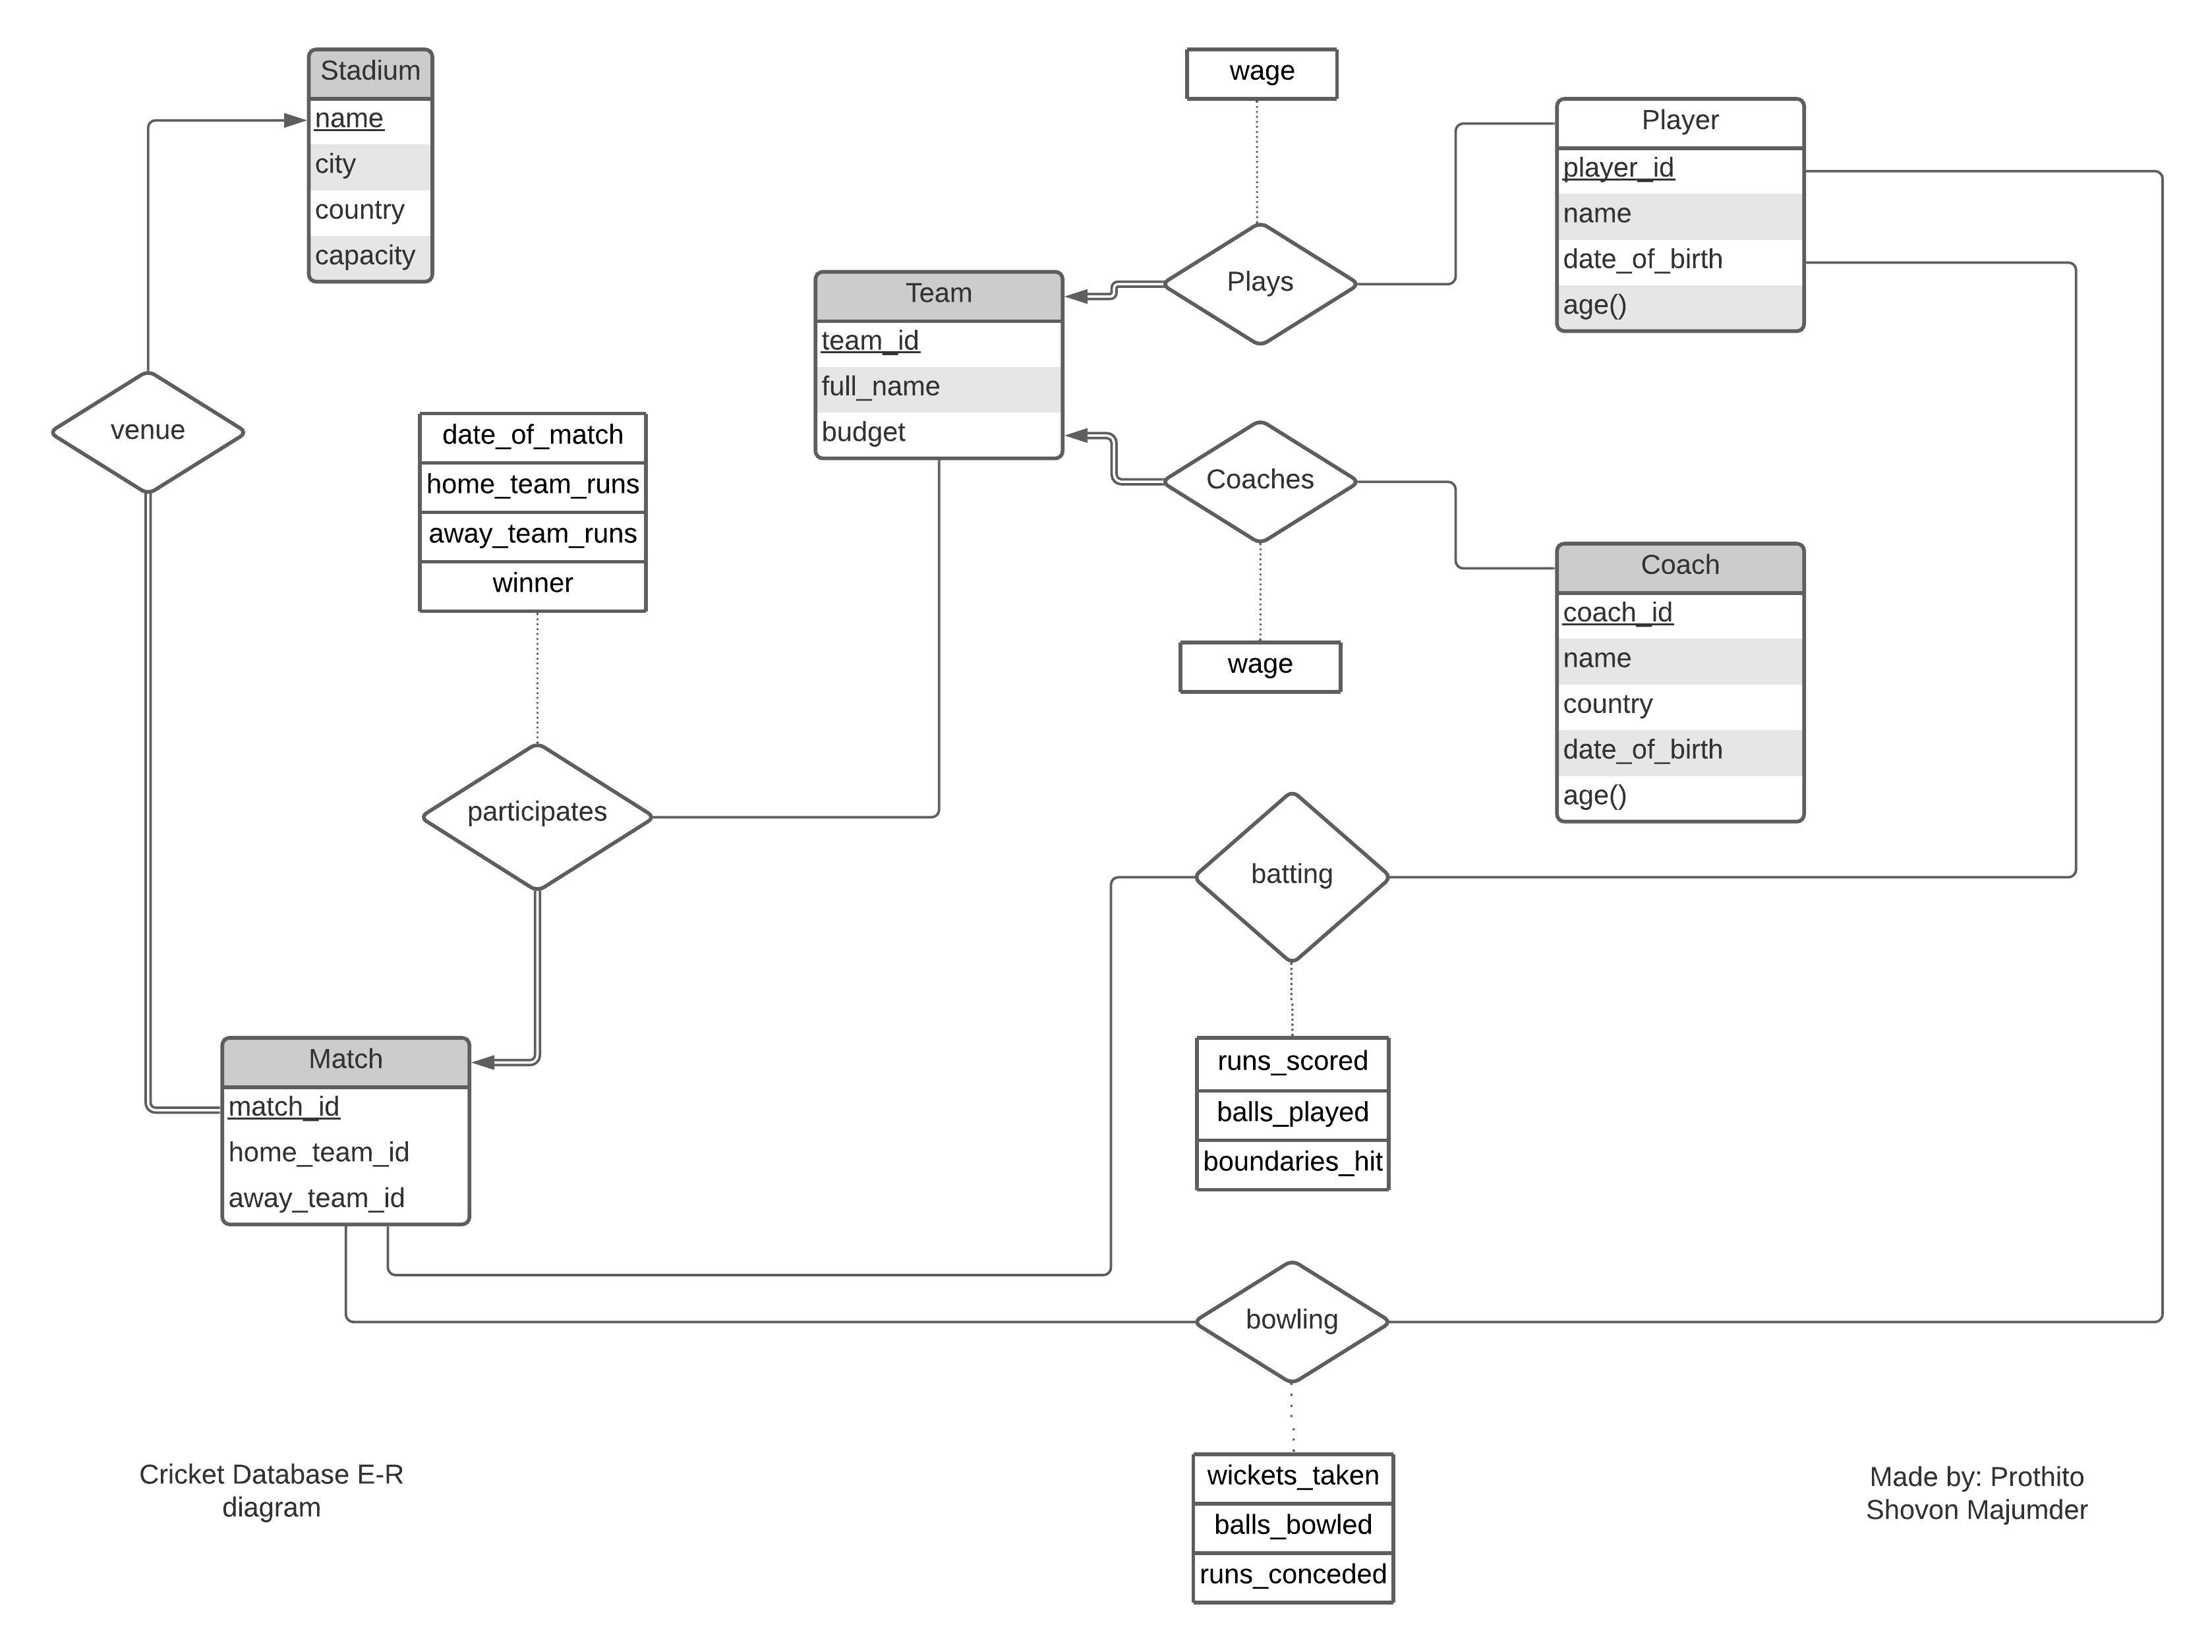 Stadium
name
city
country
capacity
venue
date_of_match
home_team_runs
away_team_runs
winner
participates
Match
match_id
home_team_id
away_team_id
Team
team_id
full_name
budget
wage
Plays
Player
player_id
name
date_of_birth
age()
Coaches
wage
Coach
coach_id
name
country
date_of_birth
age()
batting
runs_scored
balls_played
boundaries_hit
bowling
wickets_taken
balls_bowled
runs_conceded
Cricket Database E-R
diagram
Made by: Prothito
Shovon Majumder